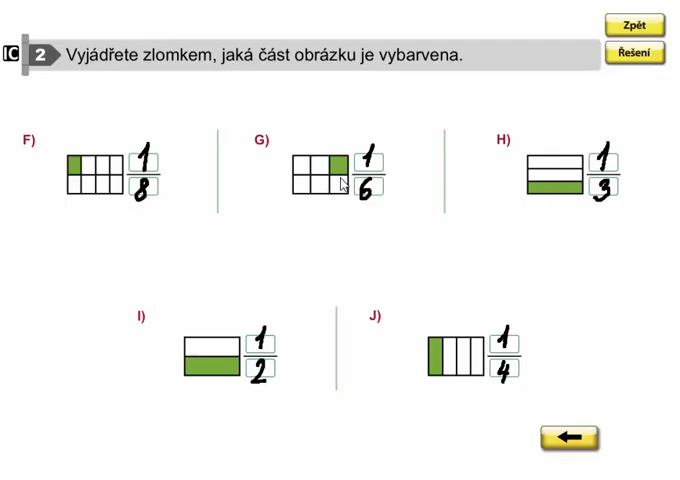 Zpět
IC 2 Vyjádřete zlomkem, jaká část obrázku je vybarvena.
Řešení
F) G) H)
1 1 1
8 6 3
I) J)
1 1
2 4